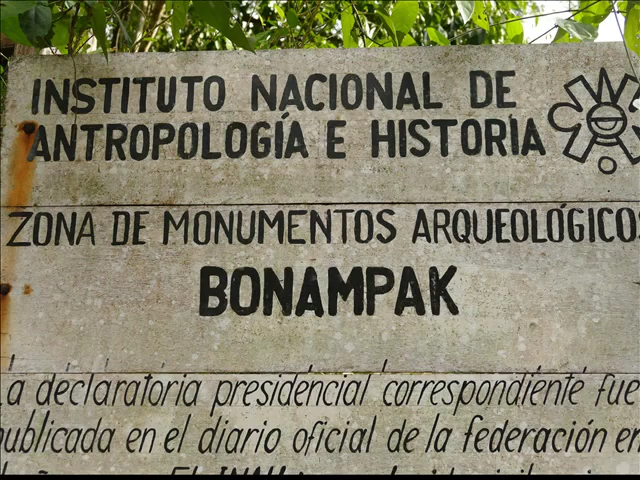 INSTITUTO NACIONAL DE
ANTROPOLOGÍA E HISTORIA
ZONA DE MONUMENTOS ARQUEOLÓGICOS
BONAMPAK
La declaratoria presidencial correspondiente fue
publicada en el diario oficial de la federación en